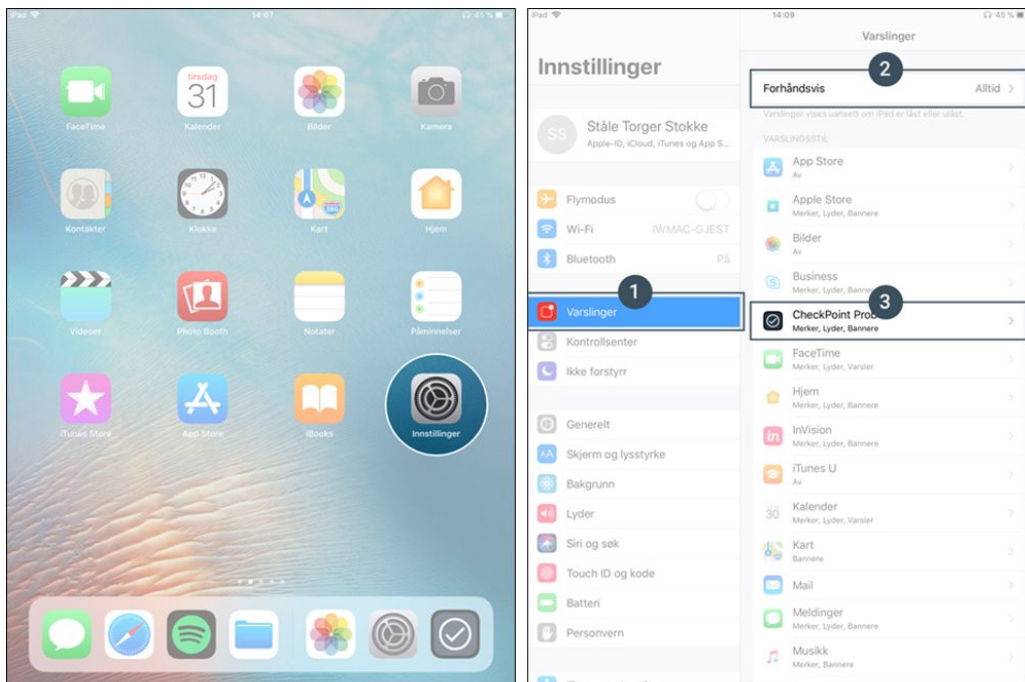 iPad
14:07
45 %
tirsdag
31
FaceTime
Kalender
Bilder
Kamera
280
Kontakter
Klokke
Kart
Hjem
Videoer
Photo Booth
Notater
Påminnelser
iTunes Store
App Store
iBooks
Innstillinger
iPad
14:09
45 %
Innstillinger
SS
Ståle Torger Stokke
Apple-ID, iCloud, iTunes og App S...
Flymodus
Wi-Fi IWMAC-GJEST
Bluetooth På
1
Varslinger
Kontrollsenter
Ikke forstyrr
Generelt
AA
Skjerm og lysstyrke
Bakgrunn
Lyder
Siri og søk
Touch ID og kode
Batteri
Personvern
Varslinger
2
Forhåndsvis Alltid
Varslinger vises uansett om iPad er låst eller ulåst.
VARSLINGSSTIL
App Store
Av
Apple Store
Merker, Lyder, Bannere
Bilder
Av
Business
Merker, Lyder,
3
CheckPoint
Merker, Lyder, Bannere
FaceTime
Merker, Lyder, Varsler
Hjem
Merker, Lyder, Bannere
in
InVision
Merker, Lyder, Bannere
iTunes U
Av
30
Kalender
Merker, Lyder, Varsler
Kart
Bannere
Mail
Meldinger
Merker, Lyder, Bannere
Musikk
Merker, Bannere